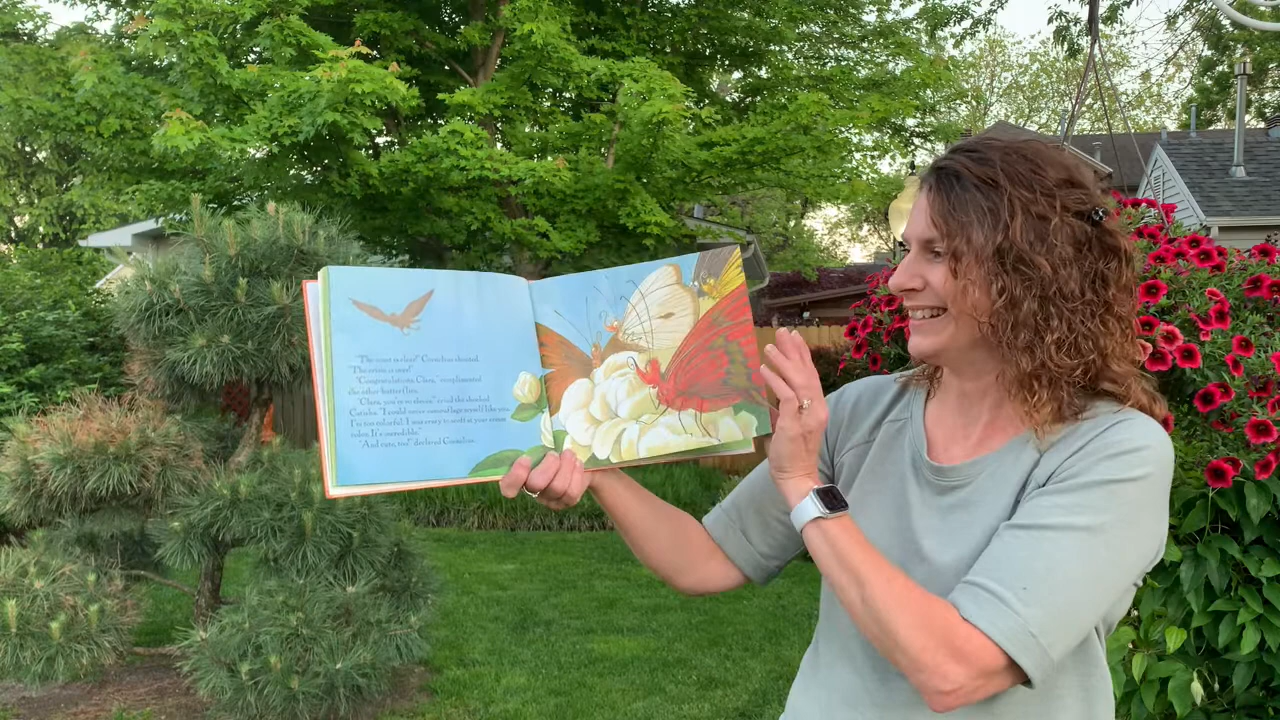 "The coast is clear!" Cornelius shouted.
"The crisis is over!"
"Congratulations, Clara," complimented
the other butterflies.
"Clara, you're so clever," cried the shocked
Catisha. "I could never camouflage myself like you.
I'm too colorful. I was crazy to scoff at your cream
color. It's incredible."
"And cute, too!" declared Cornelius.